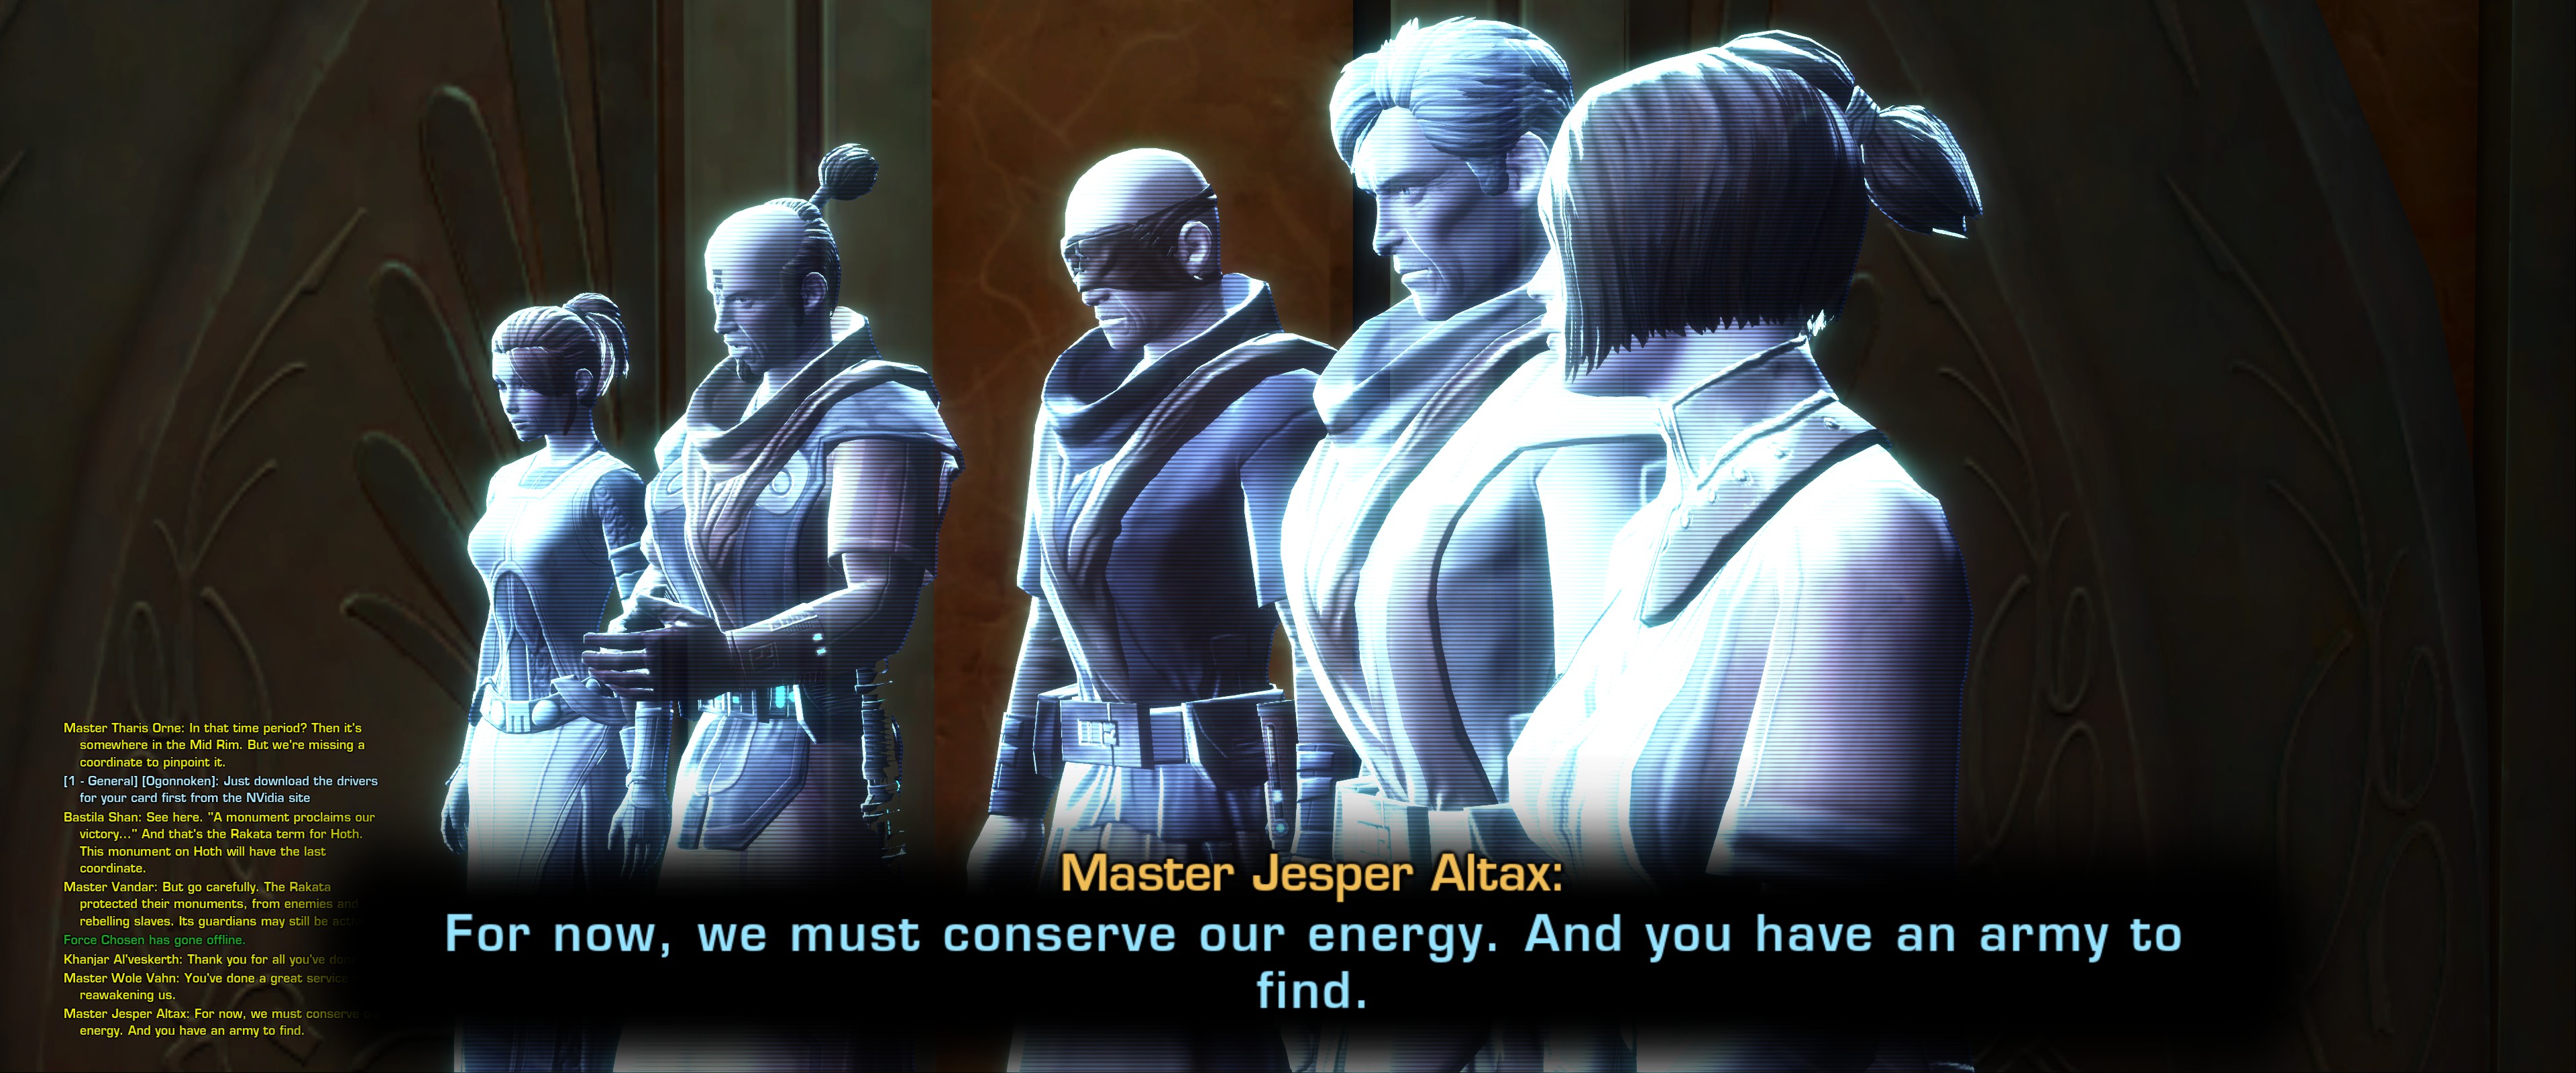 Master Tharis Orne: In that time period? Then it's
somewhere in the Mid Rim. But we're missing a
coordinate to pinpoint it.
[1 - General] [Ogonnoken]: Just download the drivers
for your card first from the NVidia site
Bastila Shan: See here. "A monument proclaims our
victory..." And that's the Rakata term for Hoth.
This monument on Hoth will have the last
coordinate.
Master Vandar: But go carefully. The Rakata
protected their monuments, from enemies and
rebelling slaves. Its guardians may still be
Force Chosen has gone offline.
Khanjar Al'veskerth: Thank you for all you've done
Master Wole Vahn: You've done a great service
reawakening us.
Master Jesper Altax: For now, we must conserve
energy. And you have an army to find.
Master Jesper Altax:
For now, we must conserve our energy. And you have an army to
find.